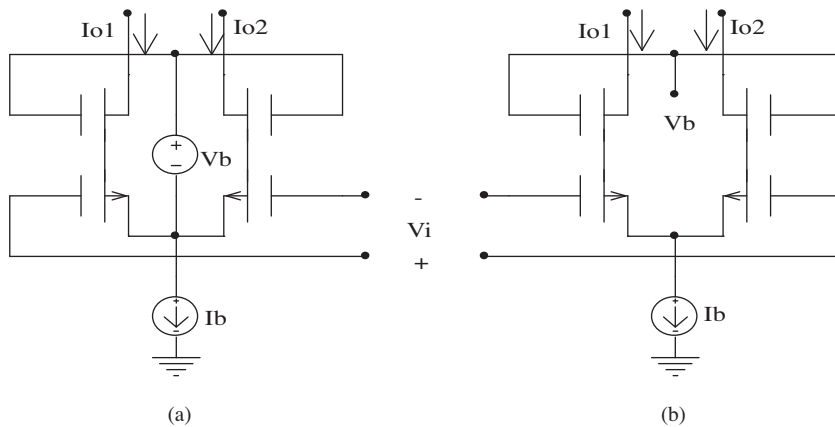 Io1 Io2 Io1 Io2
+
- Vb Vb
-
Vi
+
+ +
- Ib - Ib
(a) (b)